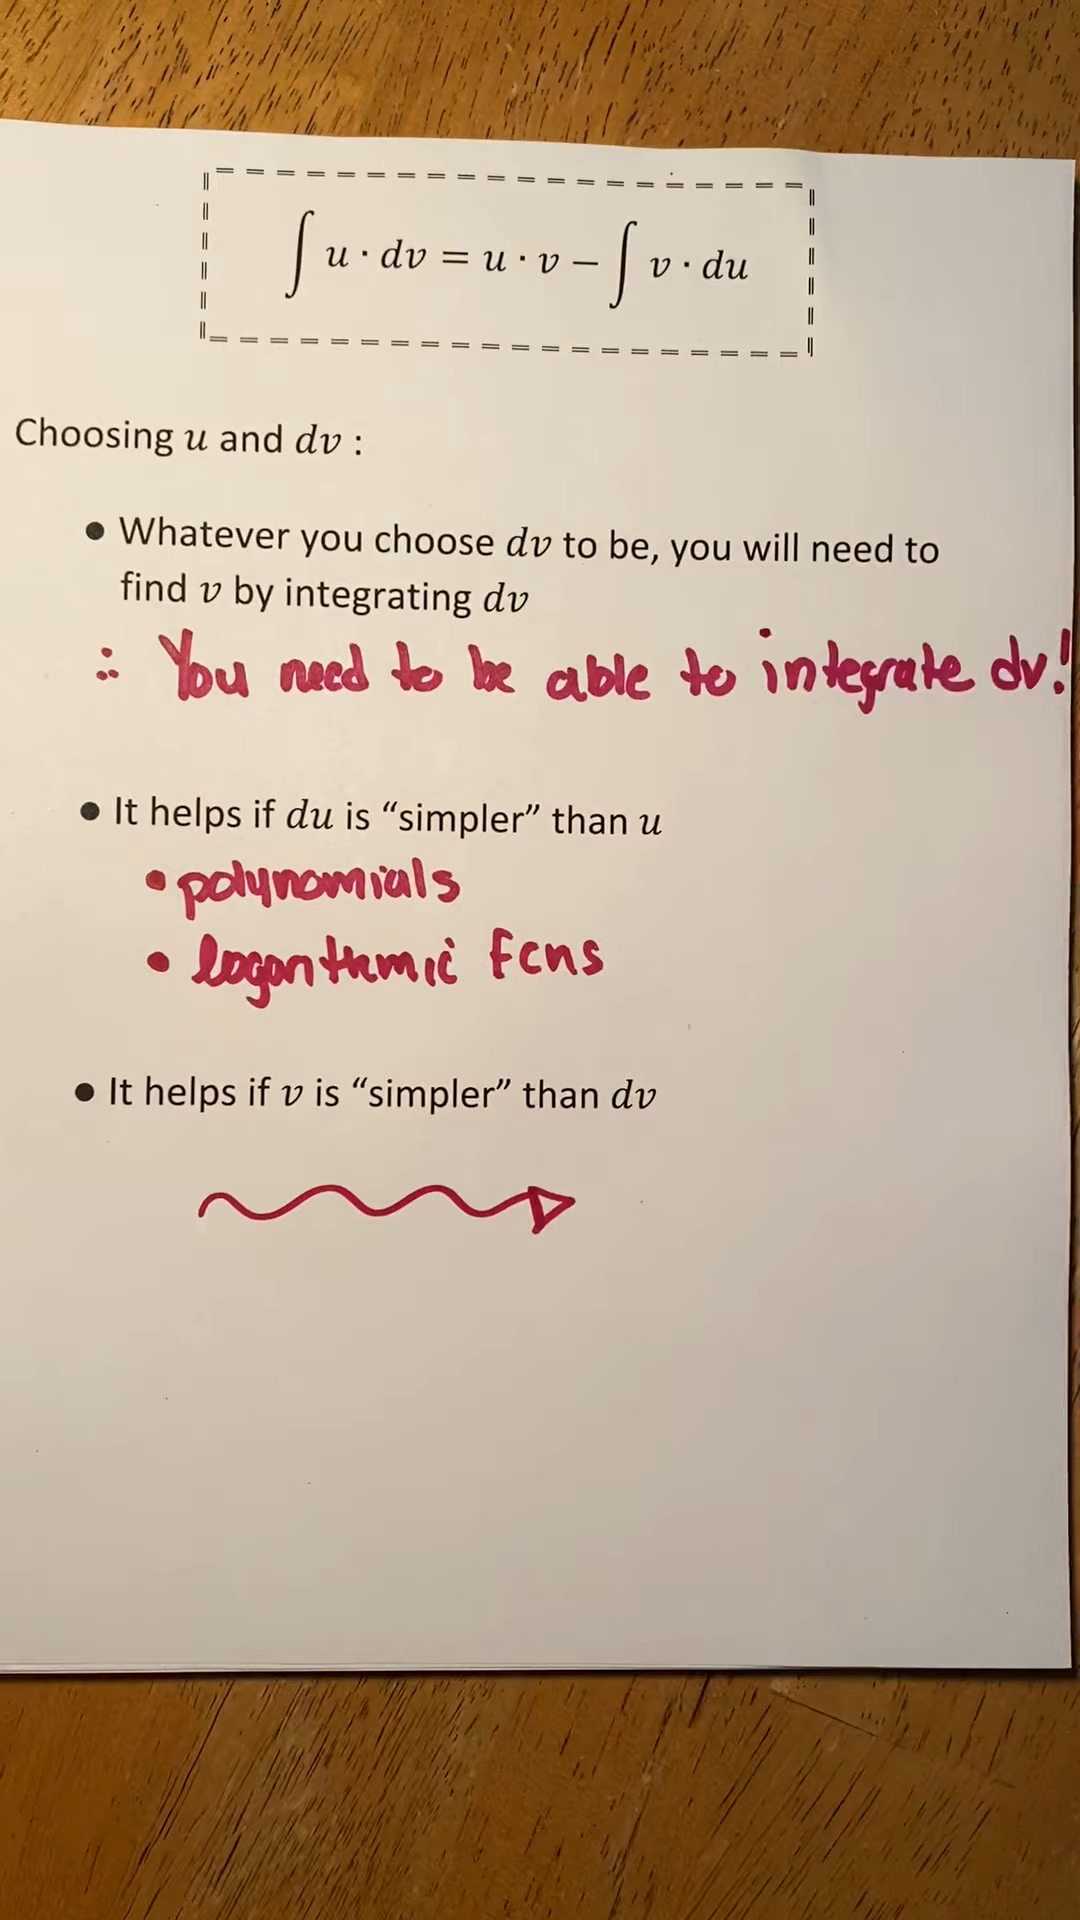 ∫ u · dv = u · v − ∫ v · du
Choosing u and dv :
● Whatever you choose dv to be, you will need to
find v by integrating dv
∴ You need to be able to integrate dv!
● It helps if du is “simpler” than u
• polynomials
• logarithmic fcns
● It helps if v is “simpler” than dv